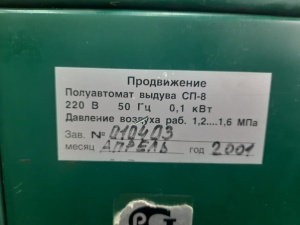 Продвижение
Полуавтомат выдува СП-8
220 В 50 Гц 0,1 кВт
Давление воздуха раб. 1,2....1,6 МПа
Зав. № 010403
месяц АПРЕЛЬ год 2001